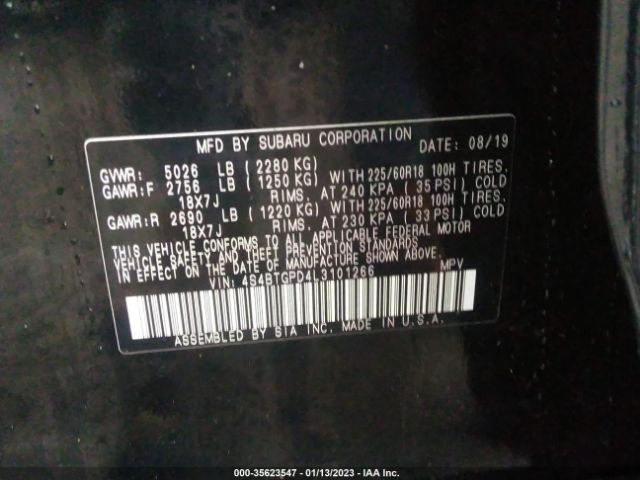 MFD BY SUBARU CORPORATION DATE: 08/19
GVWR: 5026 LB ( 2280 KG)
GAWR:F 2756 LB ( 1250 KG) WITH 225/60R18 100H TIRES.
18X7J RIMS. AT 240 KPA ( 35 PSI) COLD
GAWR:R 2690 LB ( 1220 KG) WITH 225/60R18 100H TIRES.
18X7J RIMS. AT 230 KPA ( 33 PSI) COLD
THIS VEHICLE CONFORMS TO ALL APPLICABLE FEDERAL MOTOR
VEHICLE SAFETY AND THEFT PREVENTION STANDARDS
IN EFFECT ON THE DATE OF MANUFACTURE SHOWN ABOVE.
VIN: 4S4BTGPD4L3101266 MPV
ASSEMBLED BY SIA INC. MADE IN U.S.A.
000-35623547 - 01/13/2023 - IAA Inc.